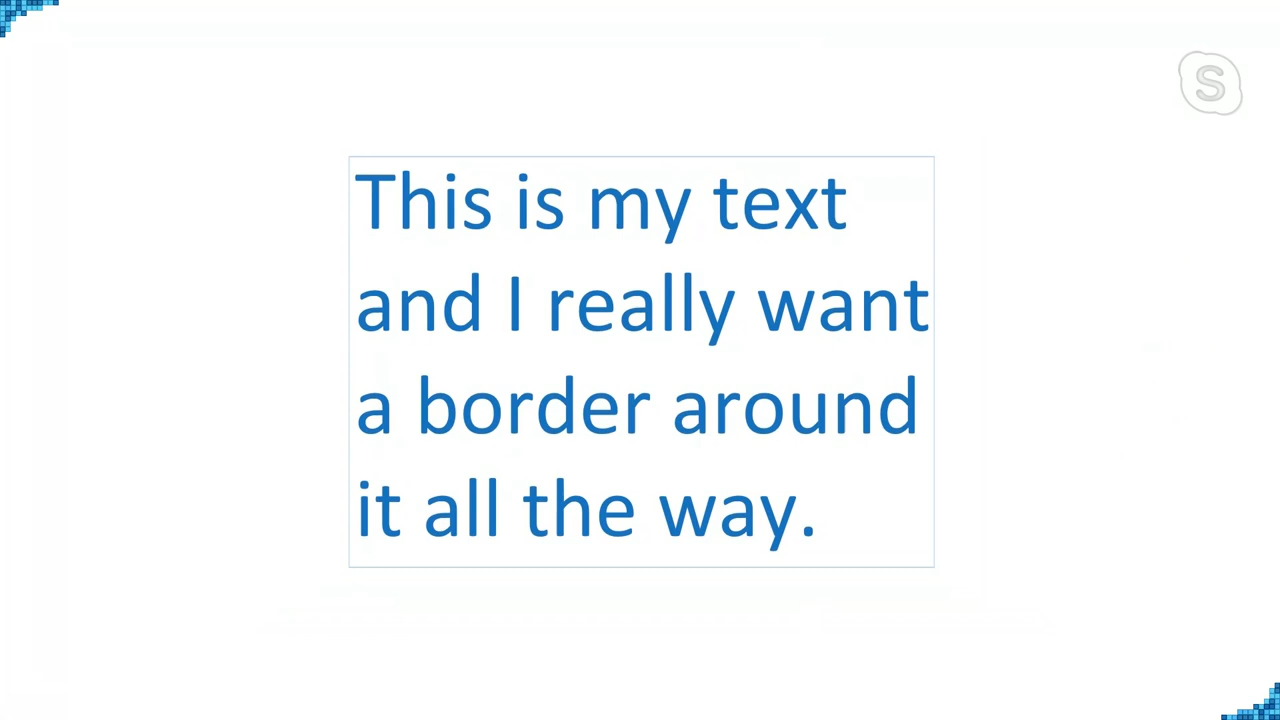 This is my text
and I really want
a border around
it all the way.
S